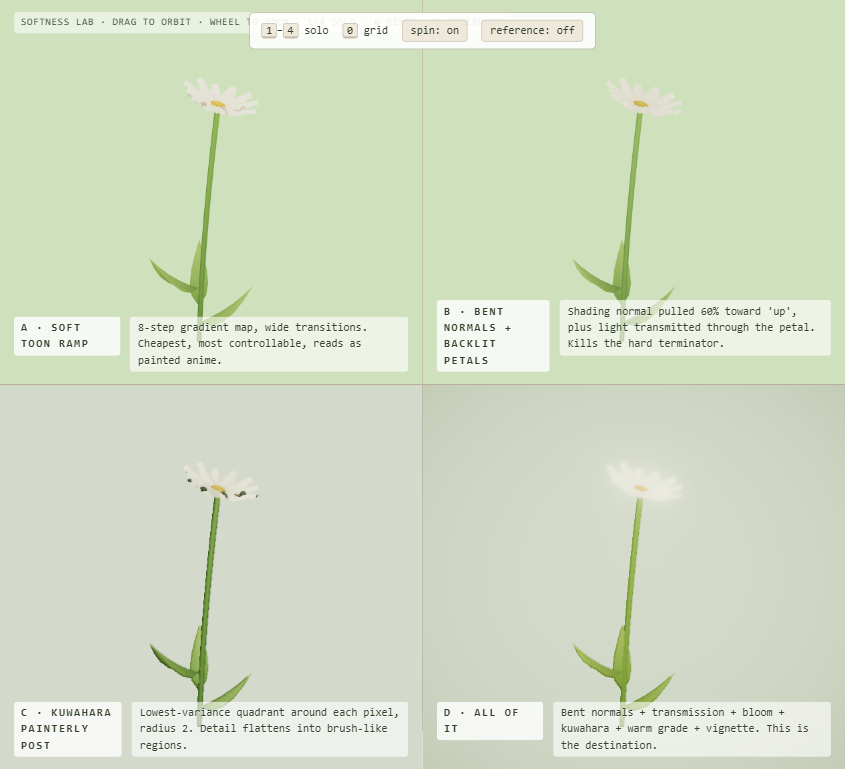 SOFTNESS LAB · DRAG TO ORBIT · WHEEL
1–4 solo 0 grid spin: on reference: off
A · SOFT
TOON RAMP
8-step gradient map, wide transitions.
Cheapest, most controllable, reads as
painted anime.
B · BENT
NORMALS +
BACKLIT
PETALS
Shading normal pulled 60% toward 'up',
plus light transmitted through the petal.
Kills the hard terminator.
C · KUWAHARA
PAINTERLY
POST
Lowest-variance quadrant around each pixel,
radius 2. Detail flattens into brush-like
regions.
D · ALL OF
IT
Bent normals + transmission + bloom +
kuwahara + warm grade + vignette. This is
the destination.